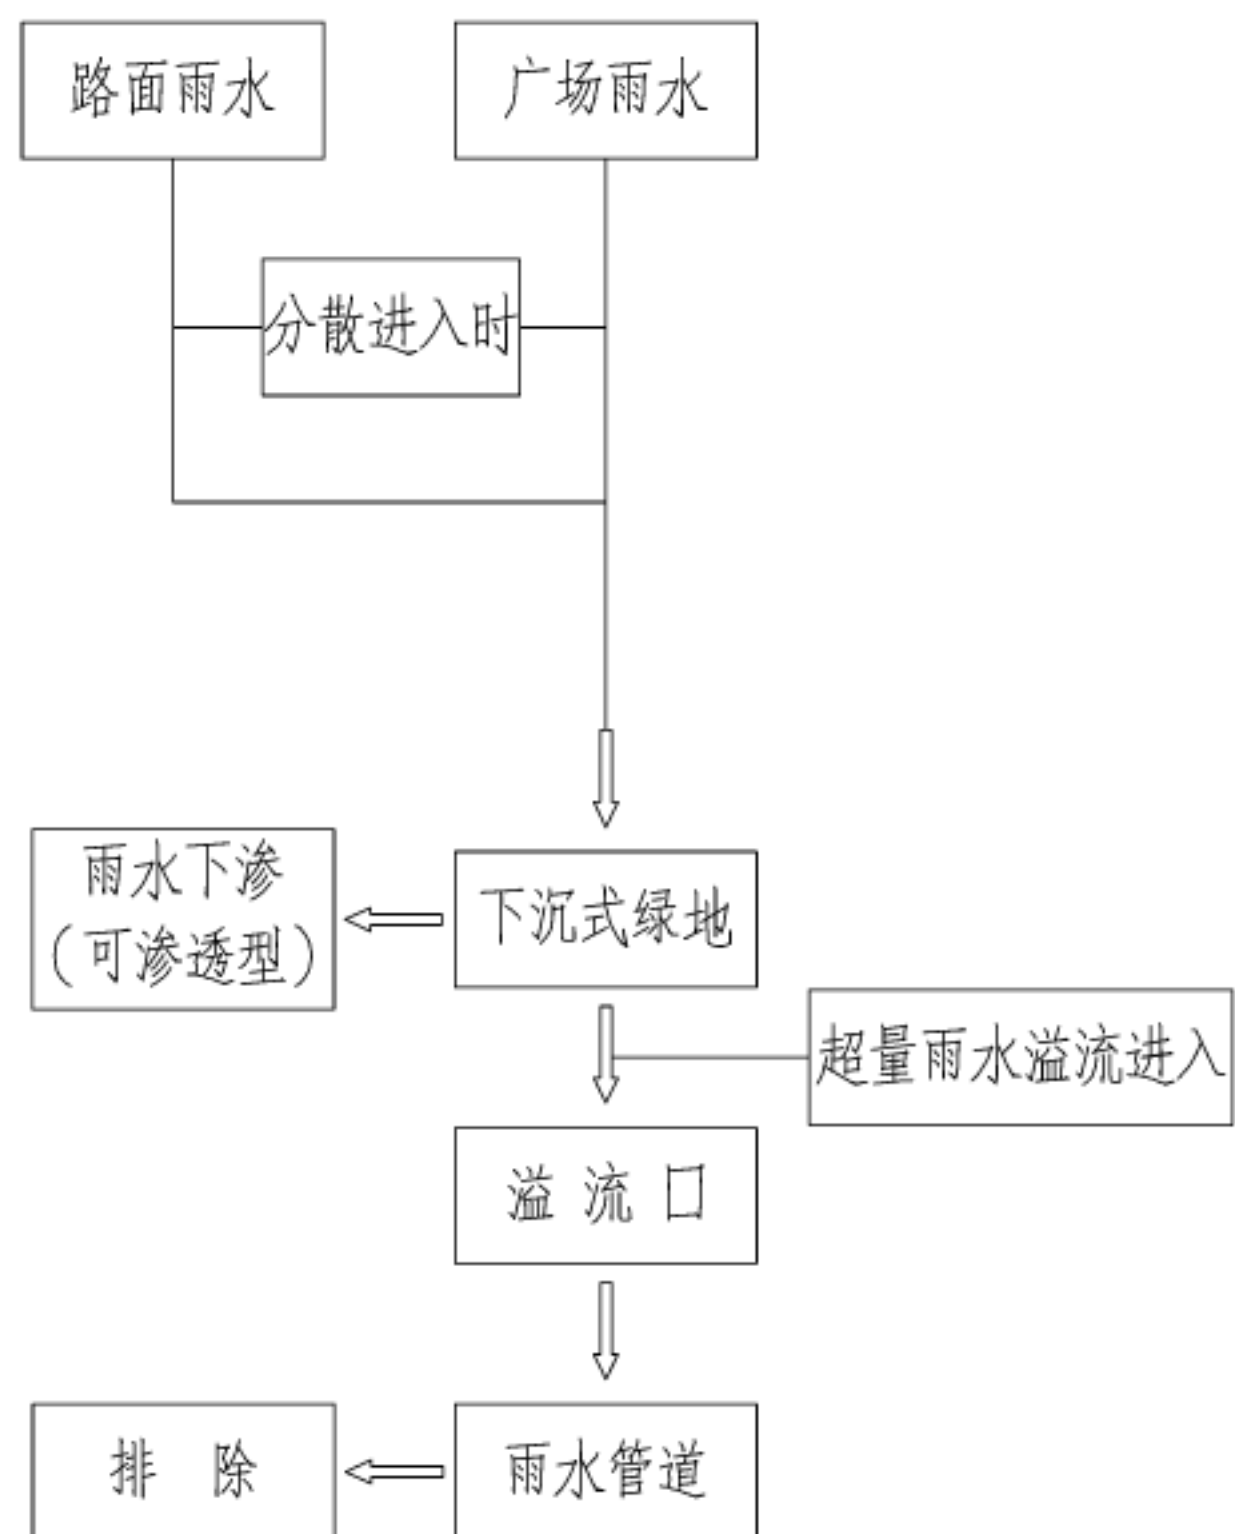 路面雨水
广场雨水
分散进入时
雨水下渗
(可渗透型)
下沉式绿地
超量雨水溢流进入
溢流口
排除
雨水管道